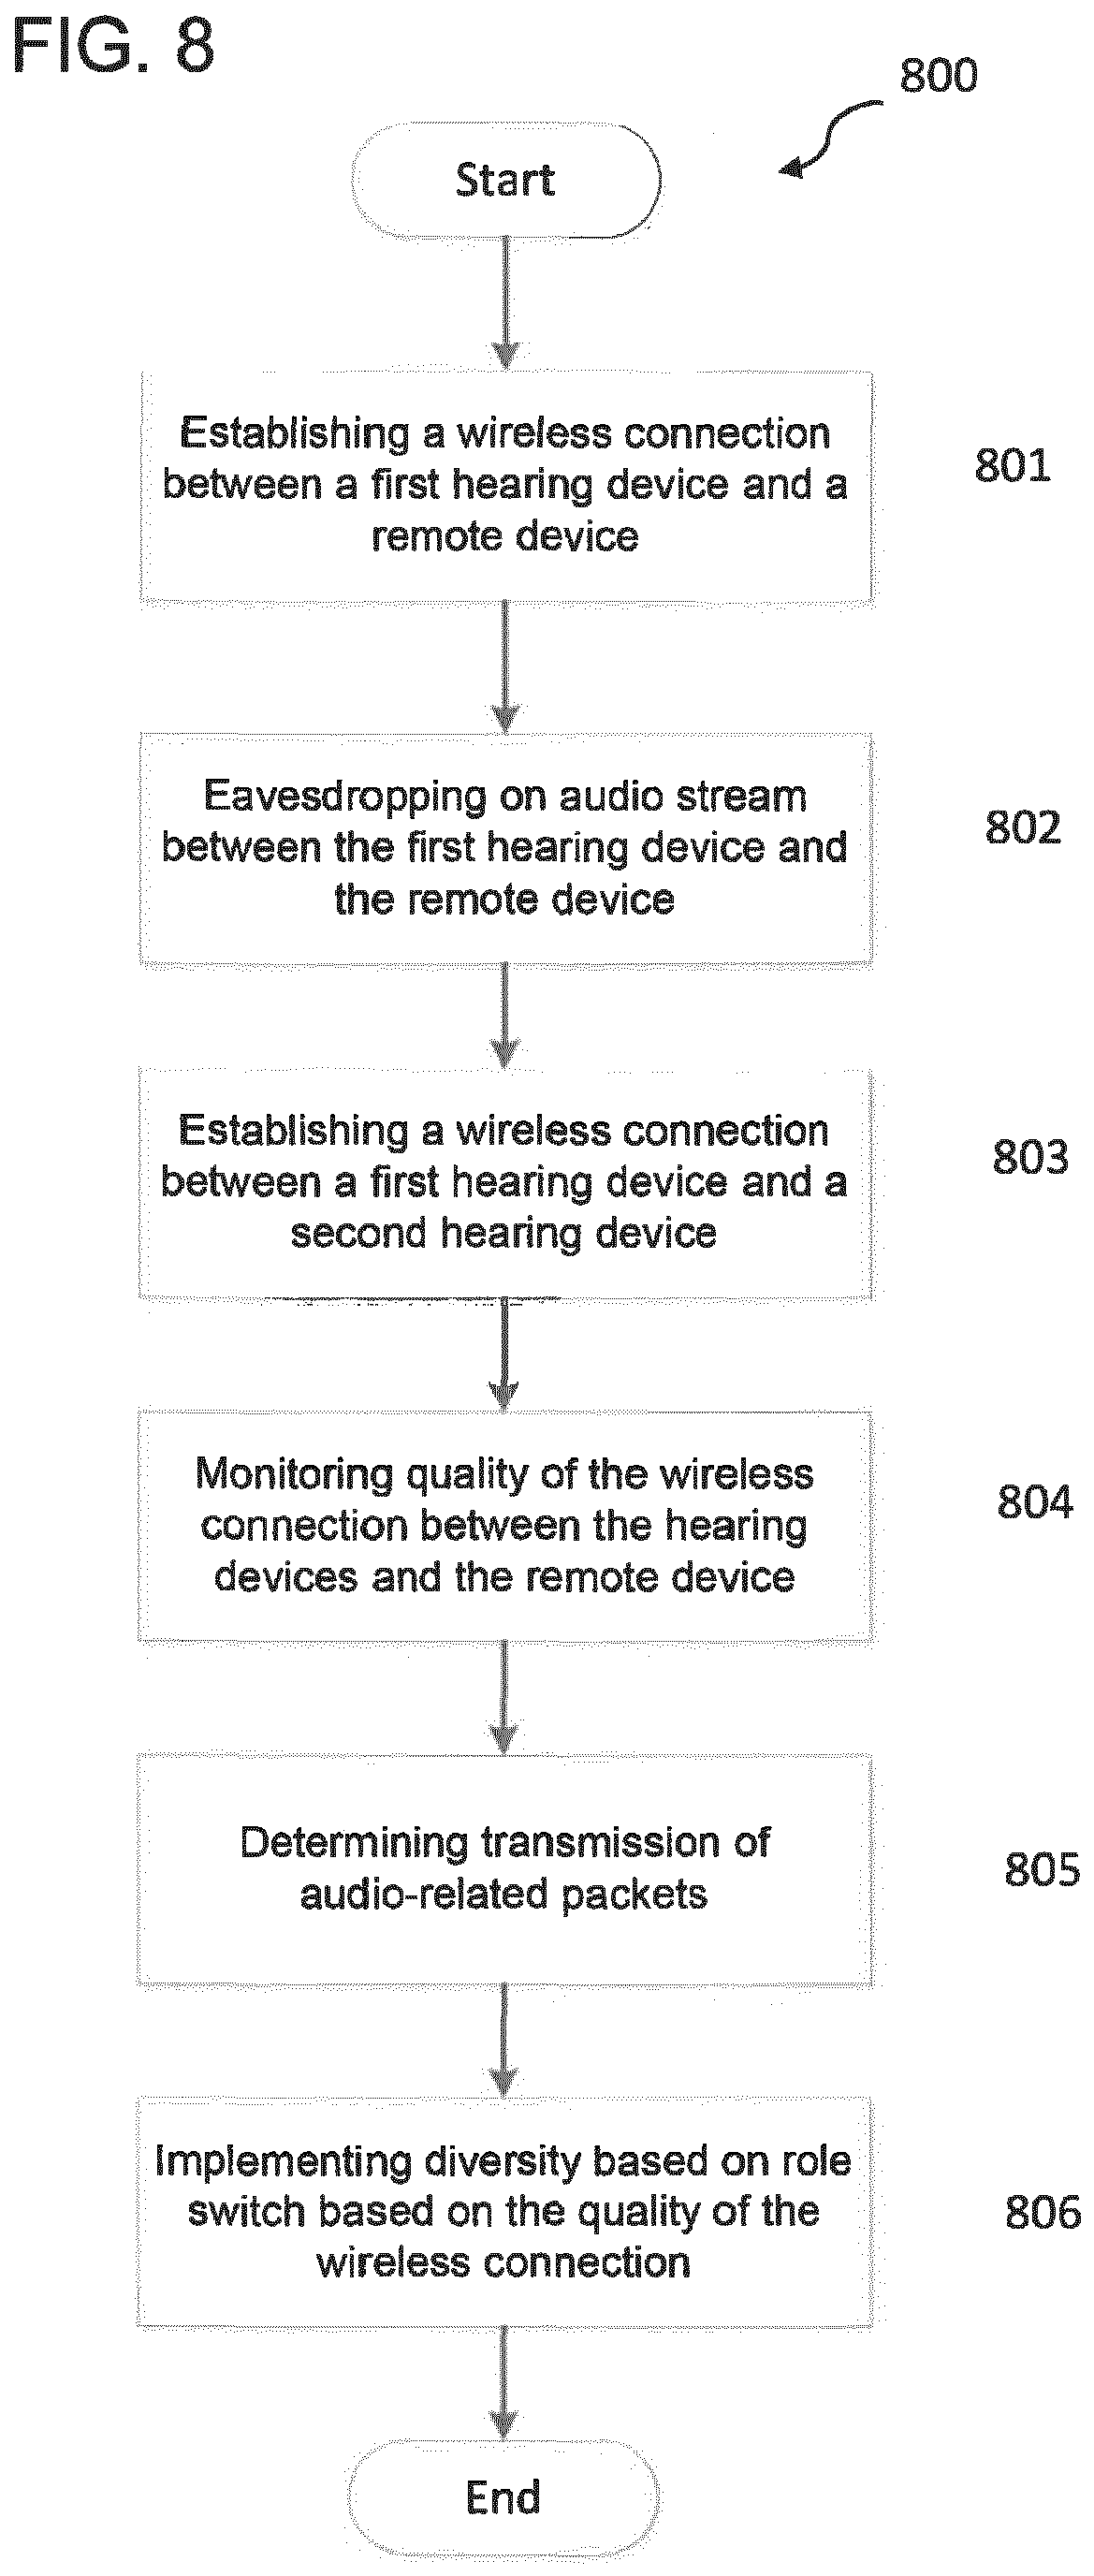 FIG. 8
800
Start
Establishing a wireless connection
between a first hearing device and a
remote device
801
Eavesdropping on audio stream
between the first hearing device and
the remote device
802
Establishing a wireless connection
between a first hearing device and a
second hearing device
803
Monitoring quality of the wireless
connection between the hearing
devices and the remote device
804
Determining transmission of
audio-related packets
805
Implementing diversity based on role
switch based on the quality of the
wireless connection
806
End